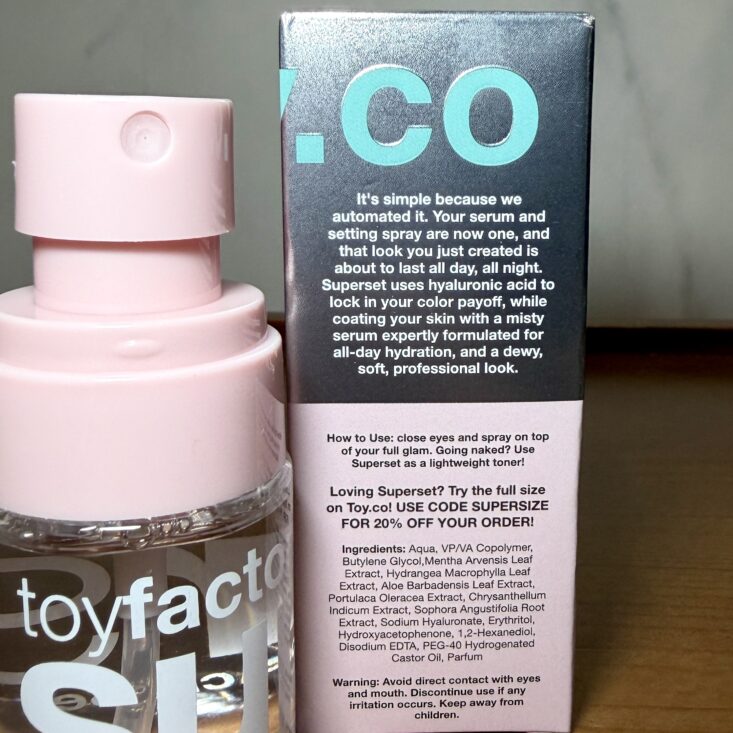 y.co
It's simple because we
automated it. Your serum and
setting spray are now one, and
that look you just created is
about to last all day, all night.
Superset uses hyaluronic acid to
lock in your color payoff, while
coating your skin with a misty
serum expertly formulated for
all-day hydration, and a dewy,
soft, professional look.
How to Use: close eyes and spray on top
of your full glam. Going naked? Use
Superset as a lightweight toner!
Loving Superset? Try the full size
on Toy.co! USE CODE SUPERSIZE
FOR 20% OFF YOUR ORDER!
Ingredients: Aqua, VP/VA Copolymer,
Butylene Glycol,Mentha Arvensis Leaf
Extract, Hydrangea Macrophylla Leaf
Extract, Aloe Barbadensis Leaf Extract,
Portulaca Oleracea Extract, Chrysanthellum
Indicum Extract, Sophora Angustifolia Root
Extract, Sodium Hyaluronate, Erythritol,
Hydroxyacetophenone, 1,2-Hexanediol,
Disodium EDTA, PEG-40 Hydrogenated
Castor Oil, Parfum
Warning: Avoid direct contact with eyes
and mouth. Discontinue use if any
irritation occurs. Keep away from
children.
toyfacto
su